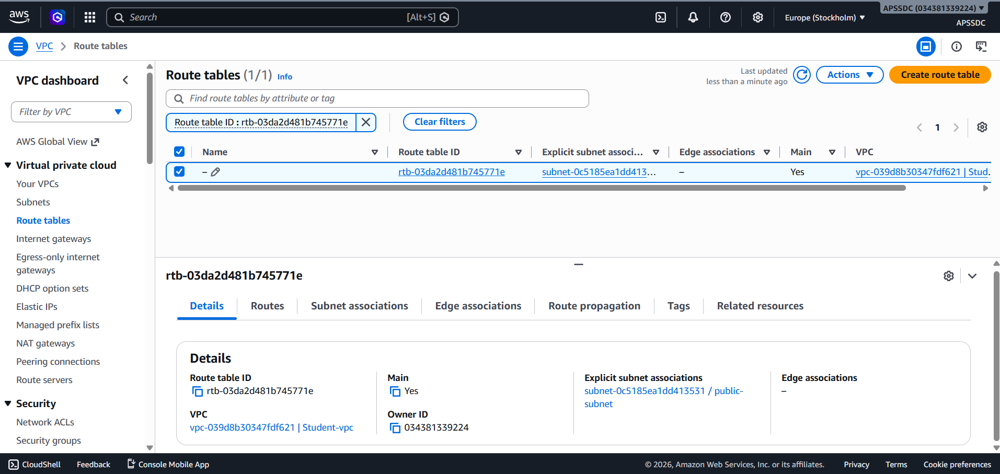 aws
Search [Alt+S]
Europe (Stockholm)
APSSDC (034381339224)
APSSDC
VPC
Route tables
VPC dashboard
Filter by VPC
AWS Global View
Virtual private cloud
Your VPCs
Subnets
Route tables
Internet gateways
Egress-only internet
gateways
DHCP option sets
Elastic IPs
Managed prefix lists
NAT gateways
Peering connections
Route servers
Security
Network ACLs
Security groups
Route tables (1/1) Info
Last updated
less than a minute ago
Actions
Create route table
Find route tables by attribute or tag
Route table ID : rtb-03da2d481b745771e
Clear filters
1
Name Route table ID Explicit subnet associ... Edge associations Main VPC
– rtb-03da2d481b745771e subnet-0c5185ea1dd413... – Yes vpc-039d8b30347fdf621 | Stud.
rtb-03da2d481b745771e
Details Routes Subnet associations Edge associations Route propagation Tags Related resources
Details
Route table ID
rtb-03da2d481b745771e
Main
Yes
Explicit subnet associations
subnet-0c5185ea1dd413531 / public-
subnet
Edge associations
–
VPC
vpc-039d8b30347fdf621 | Student-vpc
Owner ID
034381339224
CloudShell Feedback Console Mobile App © 2026, Amazon Web Services, Inc. or its affiliates. Privacy Terms Cookie preferences